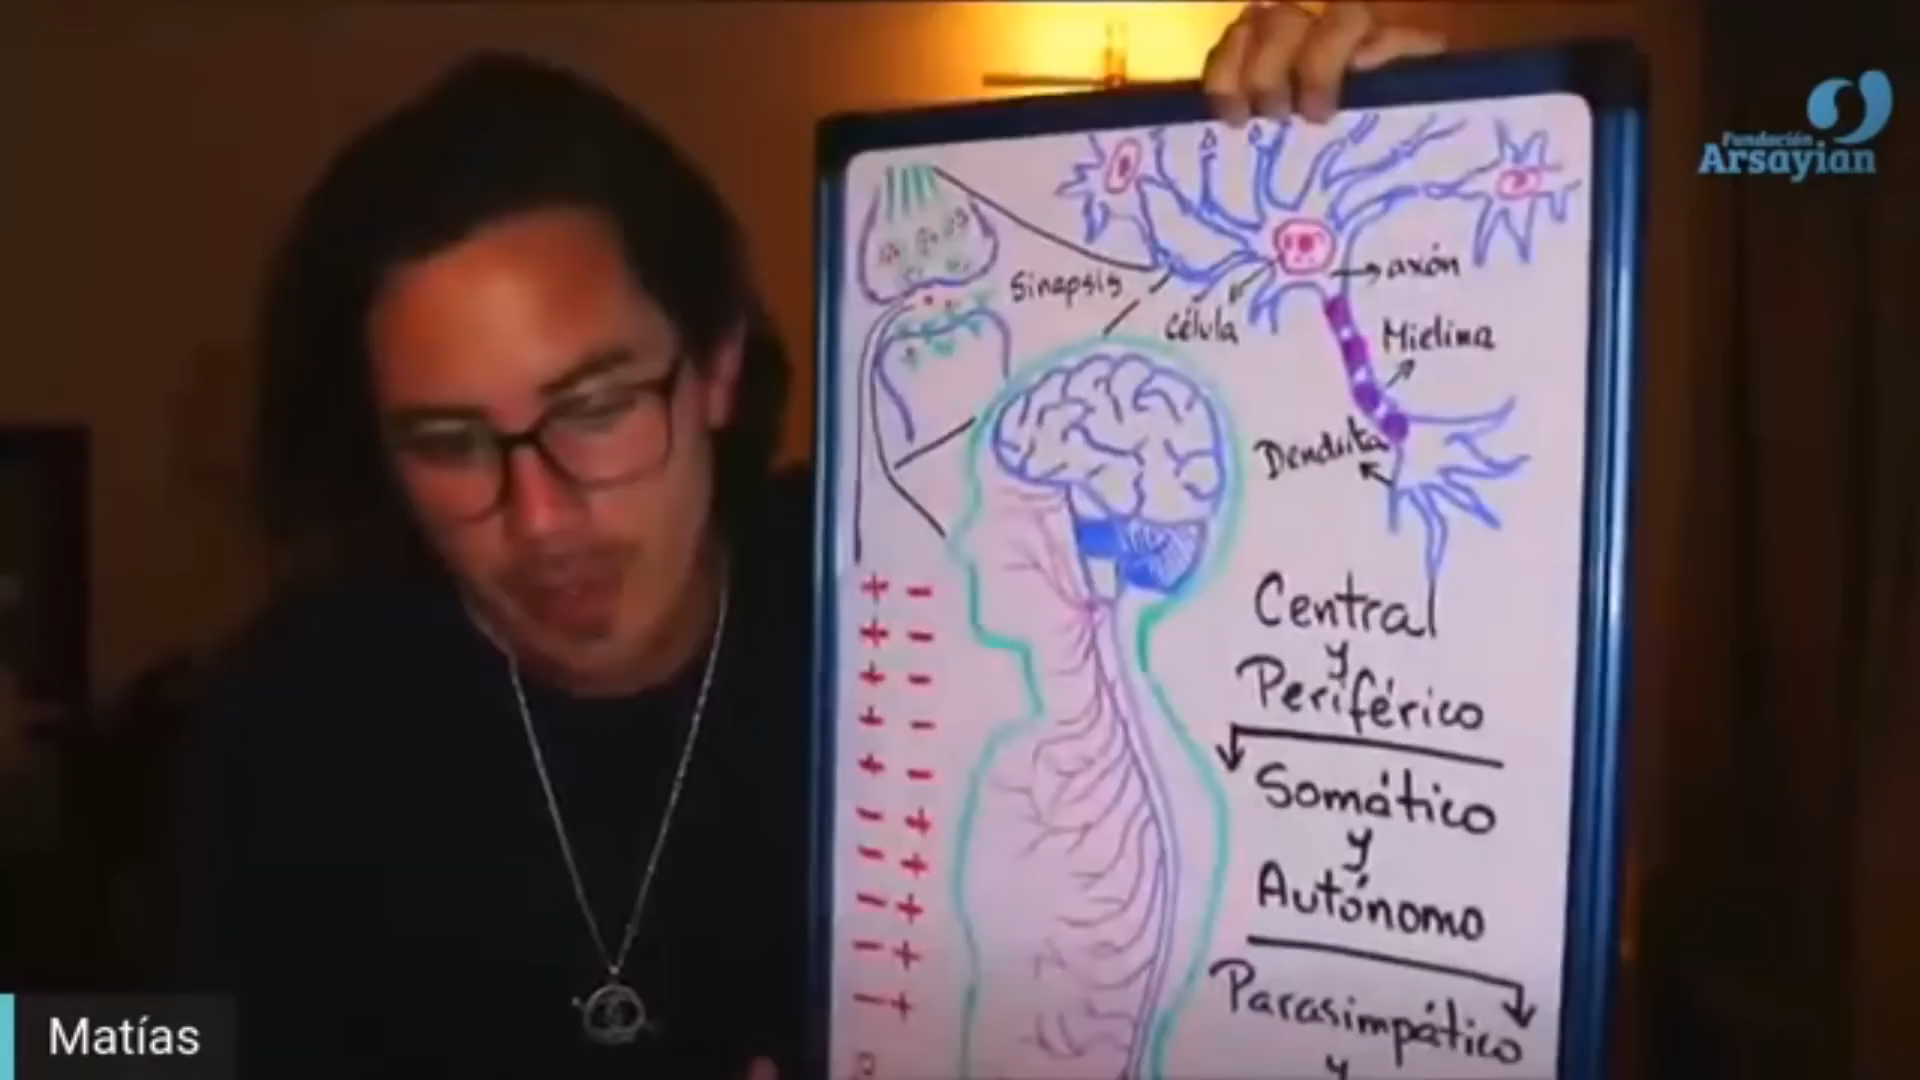 Fundación
Arsayian
Sinapsis
Célula
axón
Mielina
Dendrita
+ -
+ -
+ -
+ -
+ -
- +
- +
- +
- +
- +
Central
y
Periférico
Somático
y
Autónomo
Parasimpático
y
Matías